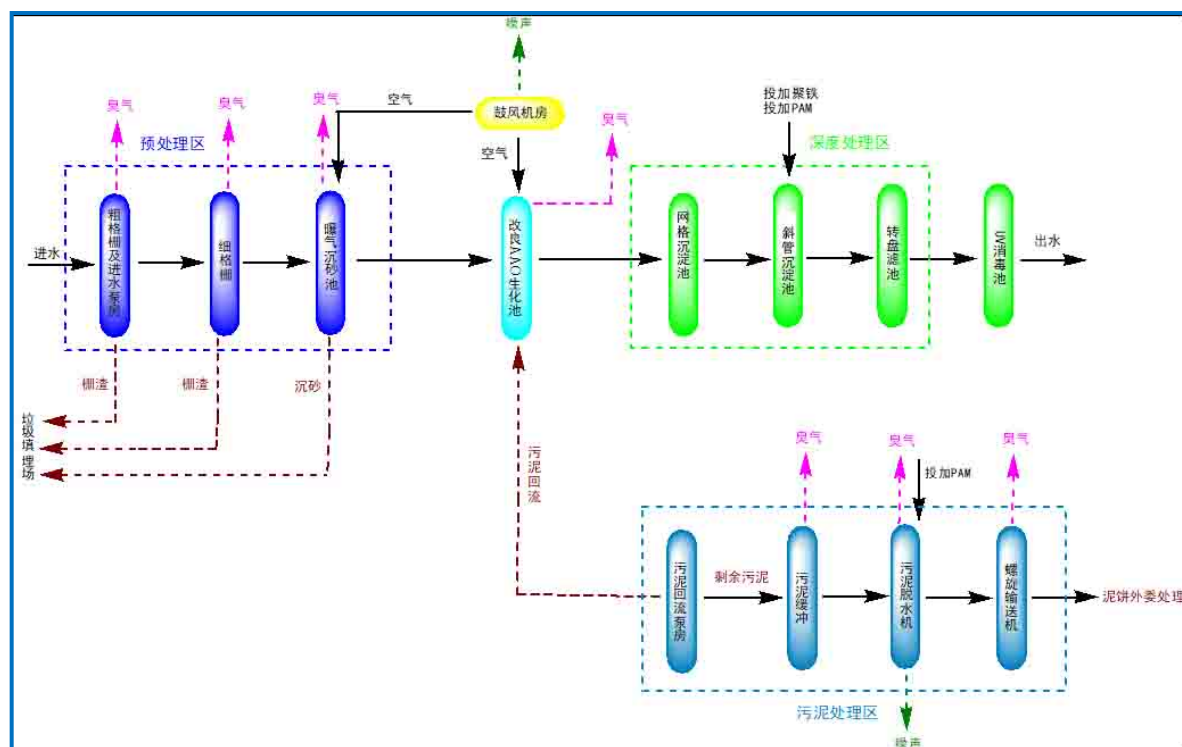 噪声
臭气
臭气
臭气
空气
鼓风机房
投加聚铁
投加PAM
臭气
预处理区
空气
深度处理区
进水
粗格栅及进水泵房
细格栅
曝气沉砂池
改良AAO生化池
网格沉淀池
斜管沉淀池
转盘滤池
UV消毒池
出水
栅渣
栅渣
沉砂
垃圾填埋场
污泥回流
臭气
臭气
臭气
投加PAM
污泥回流泵房
剩余污泥
污泥缓冲
污泥脱水机
螺旋输送机
泥饼外委处理
污泥处理区
噪声